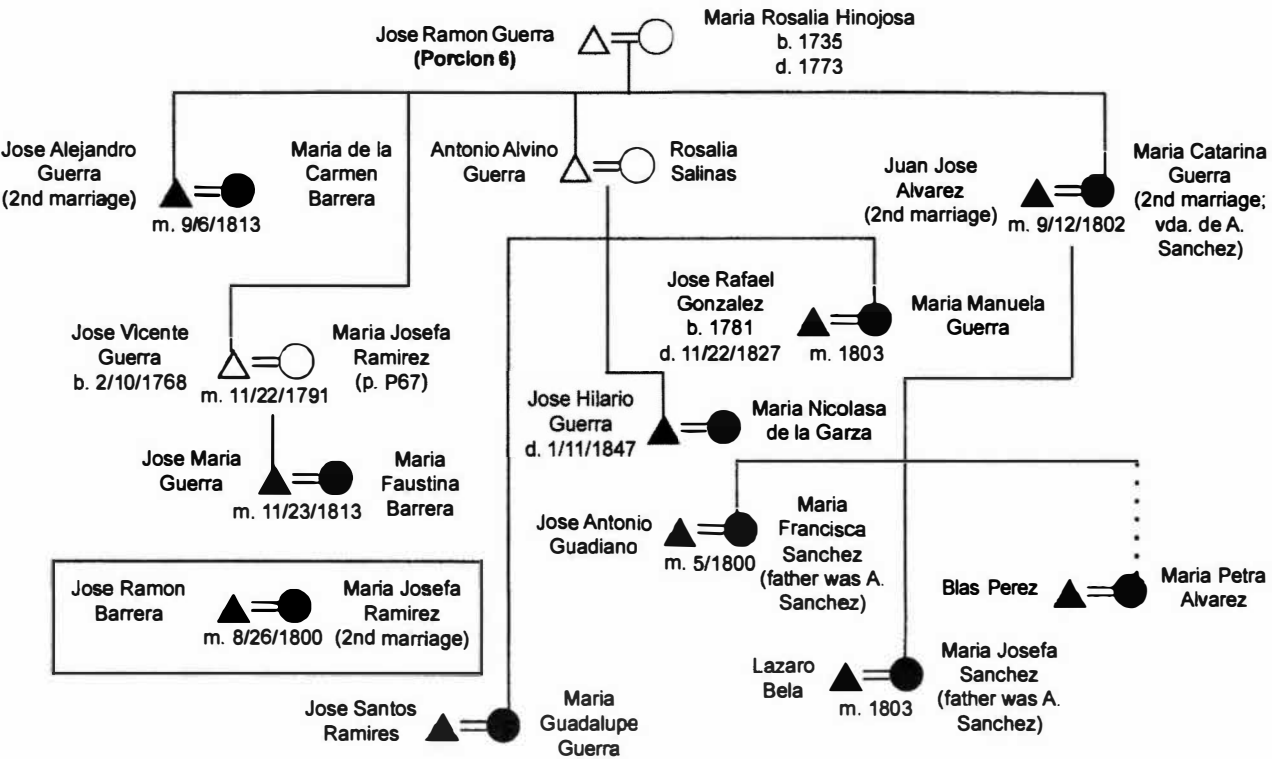 Jose Ramon Guerra
(Porcion 6)
Maria Rosalia Hinojosa
b. 1735
d. 1773
Jose Alejandro
Guerra
(2nd marriage)
m. 9/6/1813
Maria de la
Carmen
Barrera
Antonio Alvino
Guerra
Rosalia
Salinas
Juan Jose
Alvarez
(2nd marriage)
m. 9/12/1802
Maria Catarina
Guerra
(2nd marriage;
vda. de A.
Sanchez)
Jose Rafael
Gonzalez
b. 1781
d. 11/22/1827
m. 1803
Maria Manuela
Guerra
Jose Vicente
Guerra
b. 2/10/1768
m. 11/22/1791
Maria Josefa
Ramirez
(p. P67)
Jose Hilario
Guerra
d. 1/11/1847
Maria Nicolasa
de la Garza
Jose Maria
Guerra
m. 11/23/1813
Maria
Faustina
Barrera
Jose Antonio
Guadiano
m. 5/1800
Maria
Francisca
Sanchez
(father was A.
Sanchez)
Blas Perez
Maria Petra
Alvarez
Jose Ramon
Barrera
m. 8/26/1800
Maria Josefa
Ramirez
(2nd marriage)
Lazaro
Bela
m. 1803
Maria Josefa
Sanchez
(father was A.
Sanchez)
Jose Santos
Ramires
Maria
Guadalupe
Guerra